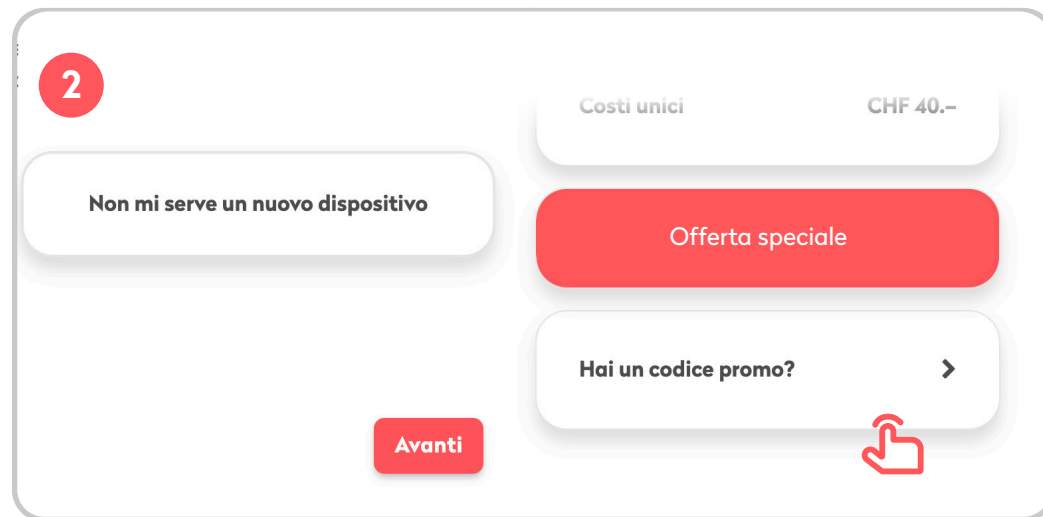 2
Non mi serve un nuovo dispositivo
Avanti
Costi unici CHF 40.–
Offerta speciale
Hai un codice promo?